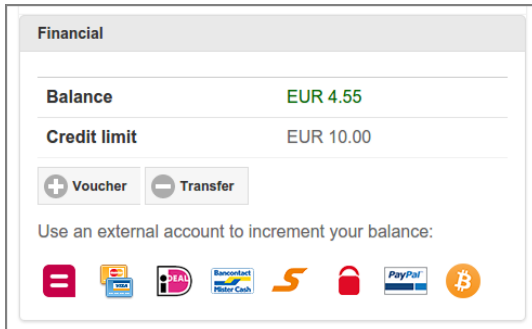 Financial
Balance EUR 4.55
Credit limit EUR 10.00
Voucher Transfer
Use an external account to increment your balance:
VISA iDEAL Bancontact Mister Cash PayPal